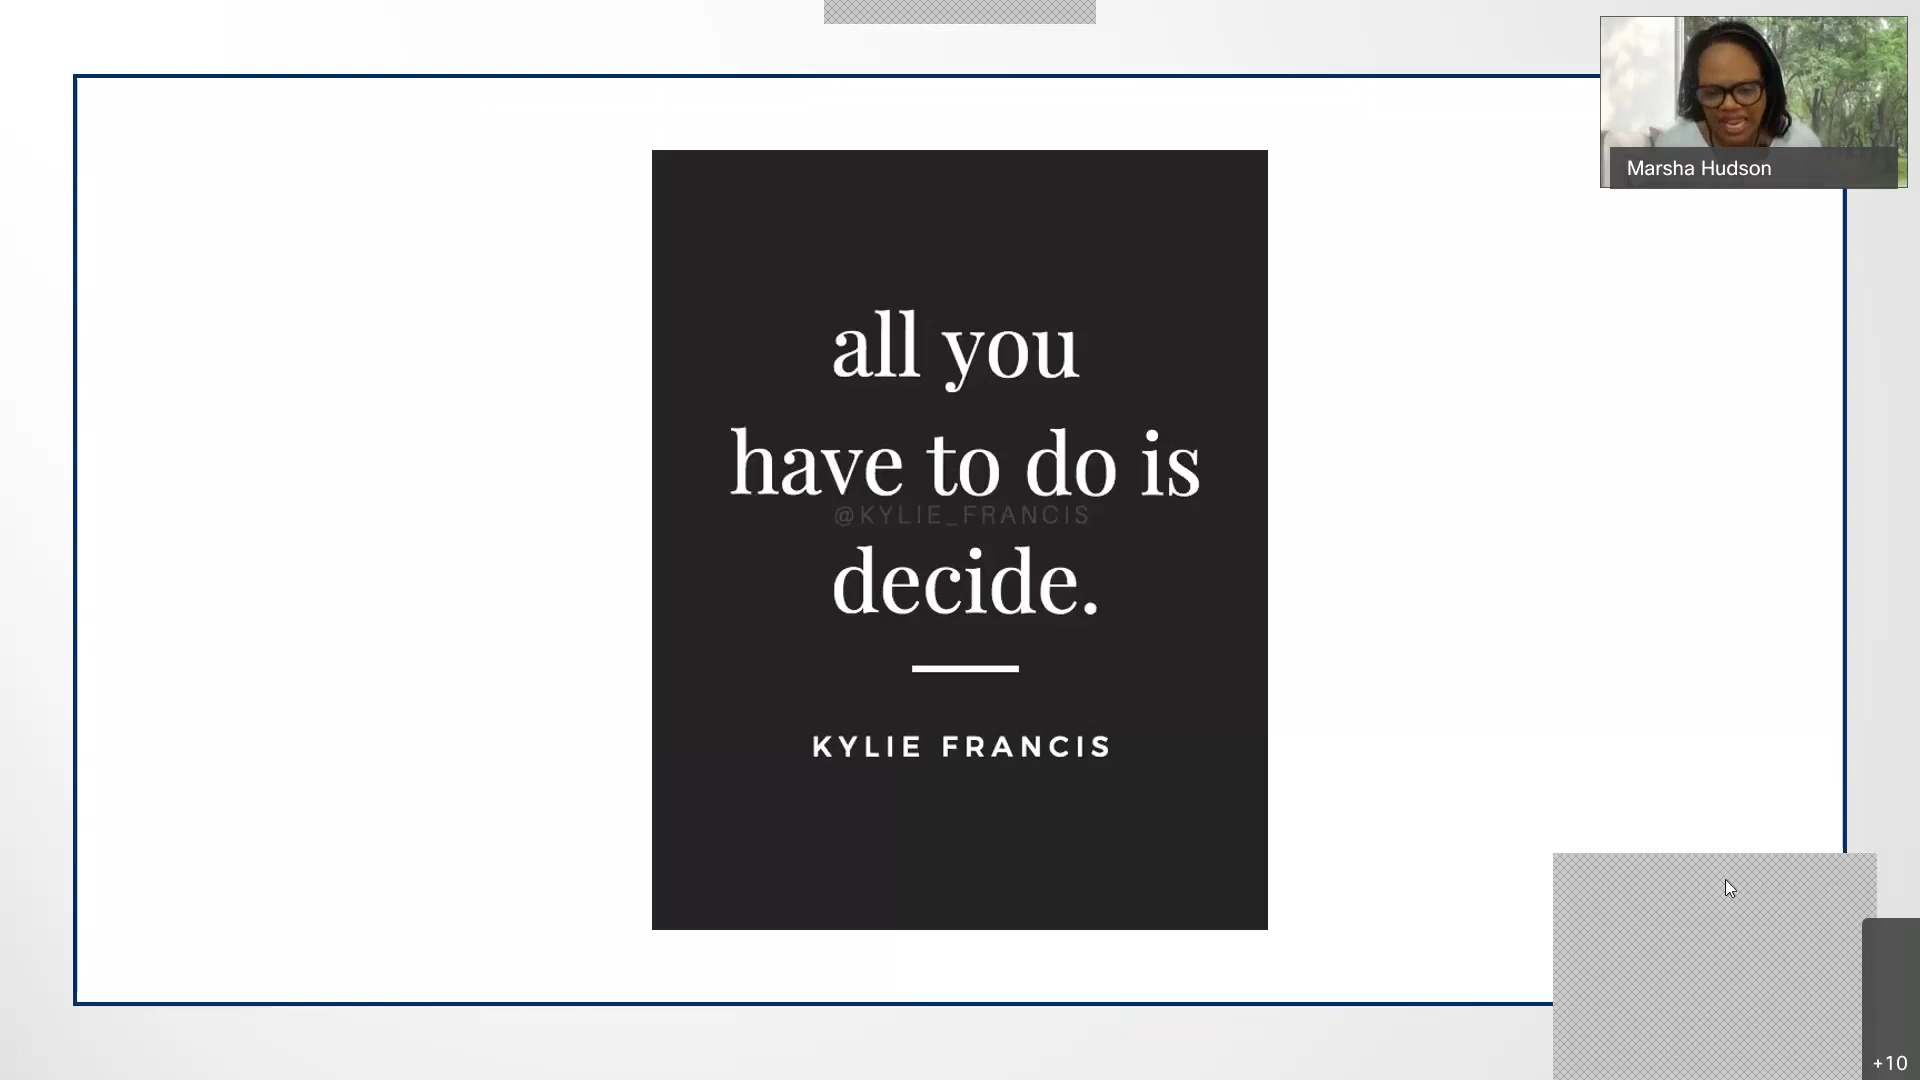 Marsha Hudson
all you
have to do is
@KYLIE_FRANCIS
decide.
KYLIE FRANCIS
+10